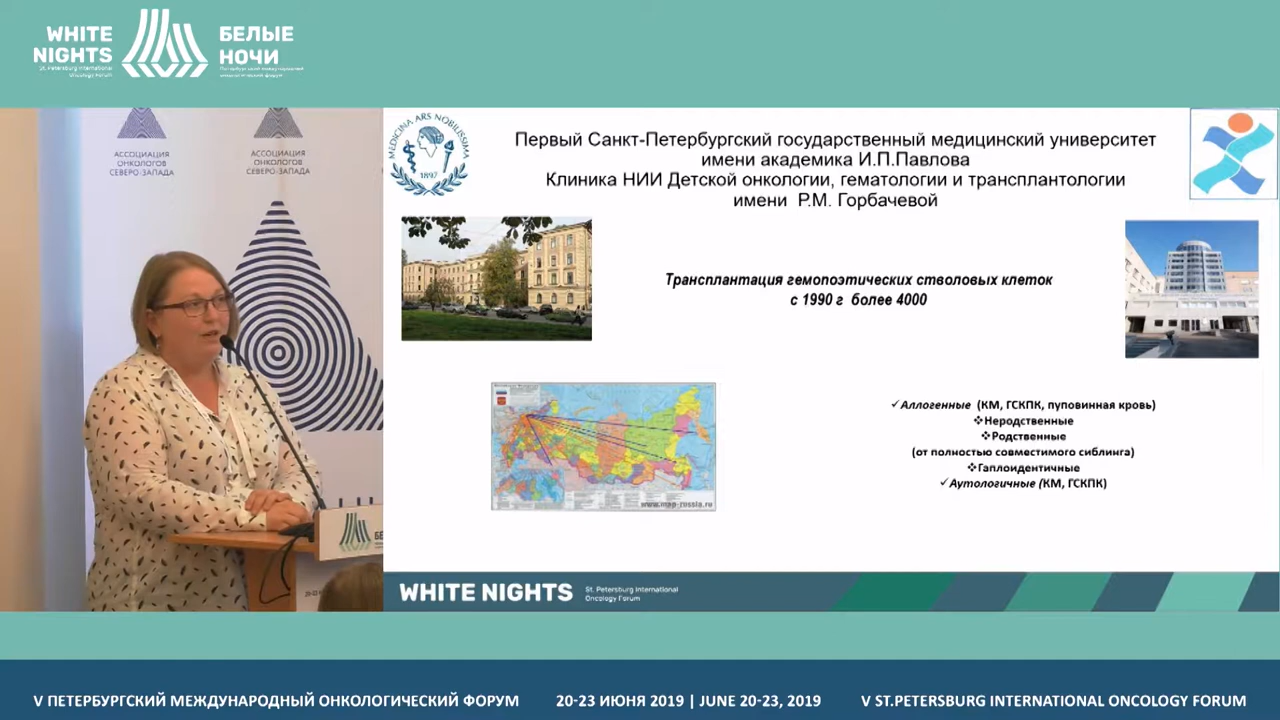 WHITE
NIGHTS
St. Petersburg International
Oncology Forum
БЕЛЫЕ
НОЧИ
Петербургский международный
онкологический форум
АССОЦИАЦИЯ
ОНКОЛОГОВ
СЕВЕРО-ЗАПАДА
АССОЦИАЦИЯ
ОНКОЛОГОВ
СЕВЕРО-ЗАПАДА
MEDICINA ARS NOBILISSIMA
1897
Первый Санкт-Петербургский государственный медицинский университет
имени академика И.П.Павлова
Клиника НИИ Детской онкологии, гематологии и трансплантологии
имени Р.М. Горбачевой
Трансплантация гемопоэтических стволовых клеток
с 1990 г более 4000
www.map-russia.ru
✓Аллогенные (КМ, ГСКПК, пуповинная кровь)
❖Неродственные
❖Родственные
(от полностью совместимого сиблинга)
❖Гаплоидентичные
✓Аутологичные (КМ, ГСКПК)
WHITE NIGHTS
St. Petersburg International
Oncology Forum
V ПЕТЕРБУРГСКИЙ МЕЖДУНАРОДНЫЙ ОНКОЛОГИЧЕСКИЙ ФОРУМ
20-23 ИЮНЯ 2019 | JUNE 20-23, 2019
V ST.PETERSBURG INTERNATIONAL ONCOLOGY FORUM